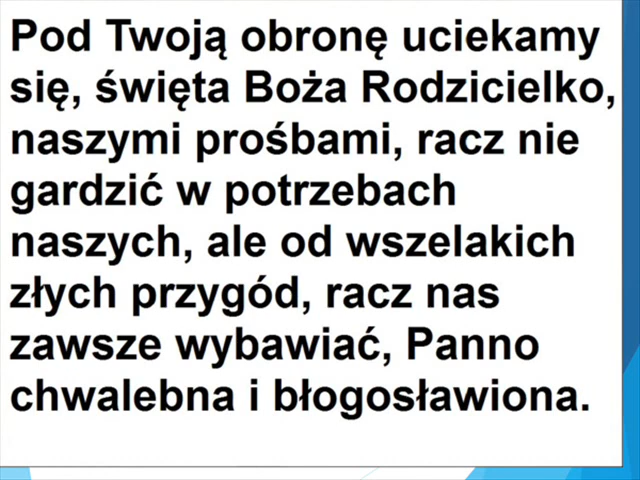 Pod Twoją obronę uciekamy
się, święta Boża Rodzicielko,
naszymi prośbami, racz nie
gardzić w potrzebach
naszych, ale od wszelakich
złych przygód, racz nas
zawsze wybawiać, Panno
chwalebna i błogosławiona.